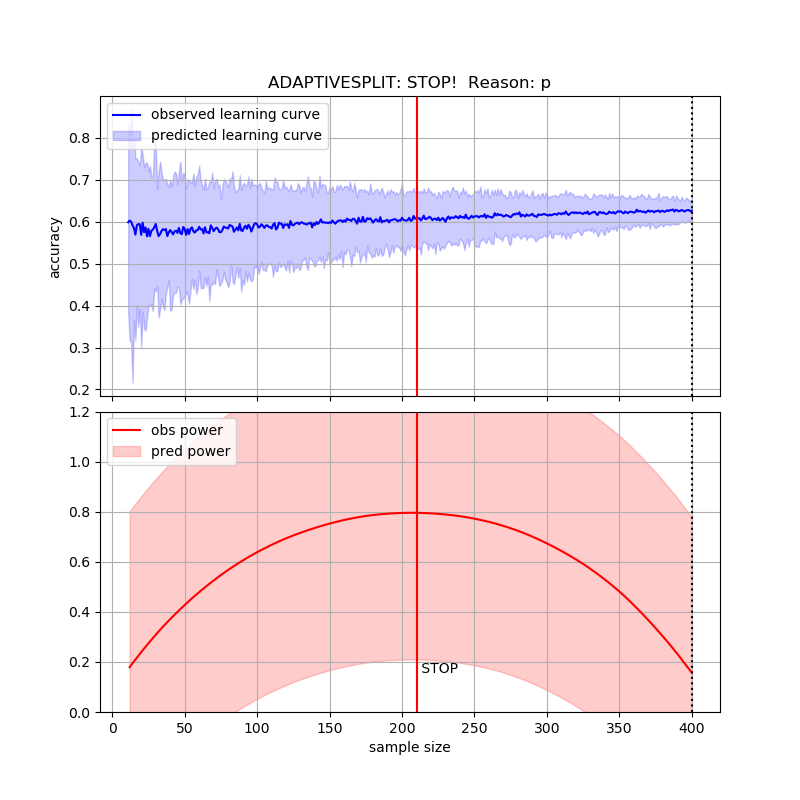 ADAPTIVESPLIT: STOP!  Reason: p
observed learning curve
predicted learning curve
accuracy
0.8
0.7
0.6
0.5
0.4
0.3
0.2
obs power
pred power
1.2
1.0
0.8
0.6
0.4
0.2
0.0
STOP
0 50 100 150 200 250 300 350 400
sample size